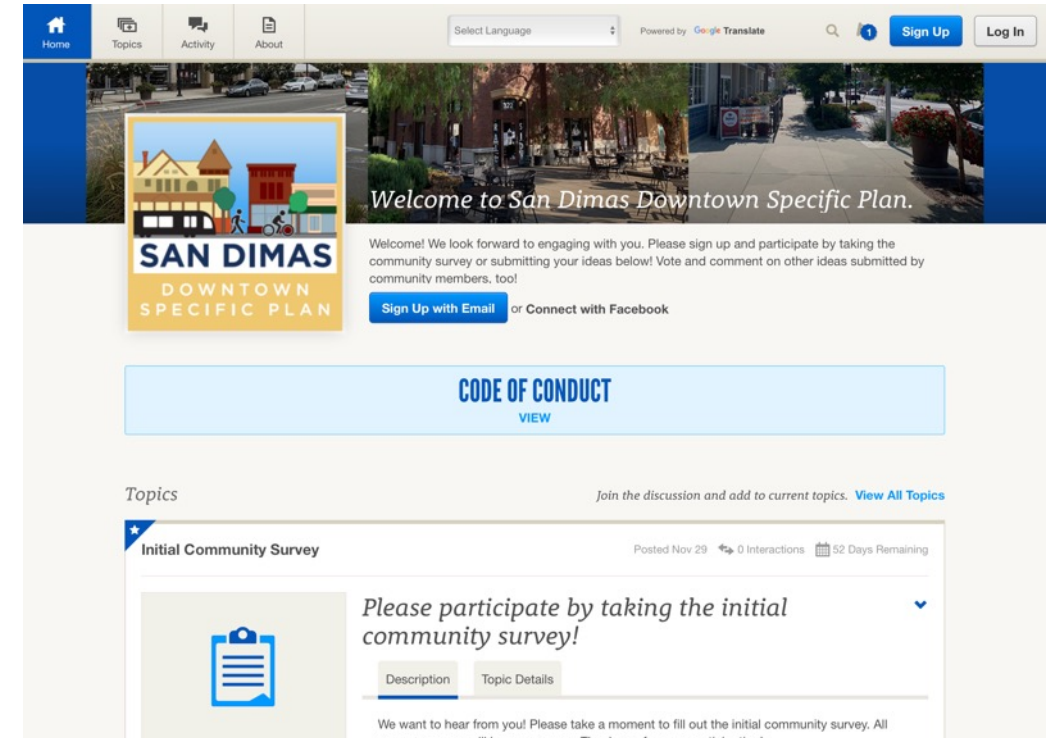 Home
Topics
Activity
About
Select Language
Powered by Google Translate
1
Sign Up
Log In
Welcome to San Dimas Downtown Specific Plan.
SAN DIMAS
DOWNTOWN
SPECIFIC PLAN
Welcome! We look forward to engaging with you. Please sign up and participate by taking the
community survey or submitting your ideas below! Vote and comment on other ideas submitted by
community members, too!
Sign Up with Email or Connect with Facebook
CODE OF CONDUCT
VIEW
Topics
Join the discussion and add to current topics. View All Topics
Initial Community Survey
Posted Nov 29 0 Interactions 52 Days Remaining
Please participate by taking the initial
community survey!
Description
Topic Details
We want to hear from you! Please take a moment to fill out the initial community survey. All